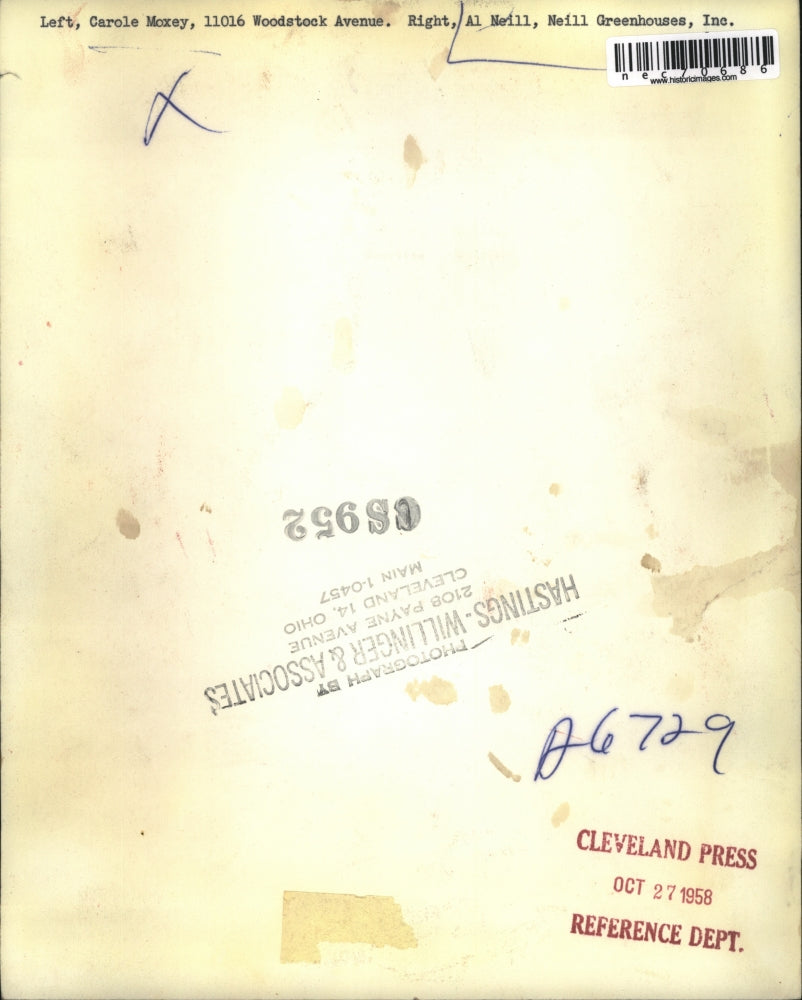 Left, Carole Moxey, 11016 Woodstock Avenue. Right, Al Neill, Neill Greenhouses, Inc.
nec70686
www.historicimages.com
X
PHOTOGRAPH BY
HASTINGS-WILLINGER & ASSOCIATES
2108 PAYNE AVENUE
CLEVELAND 14, OHIO
MAIN 1-0457
A6729
CLEVELAND PRESS
OCT 27 1958
REFERENCE DEPT.